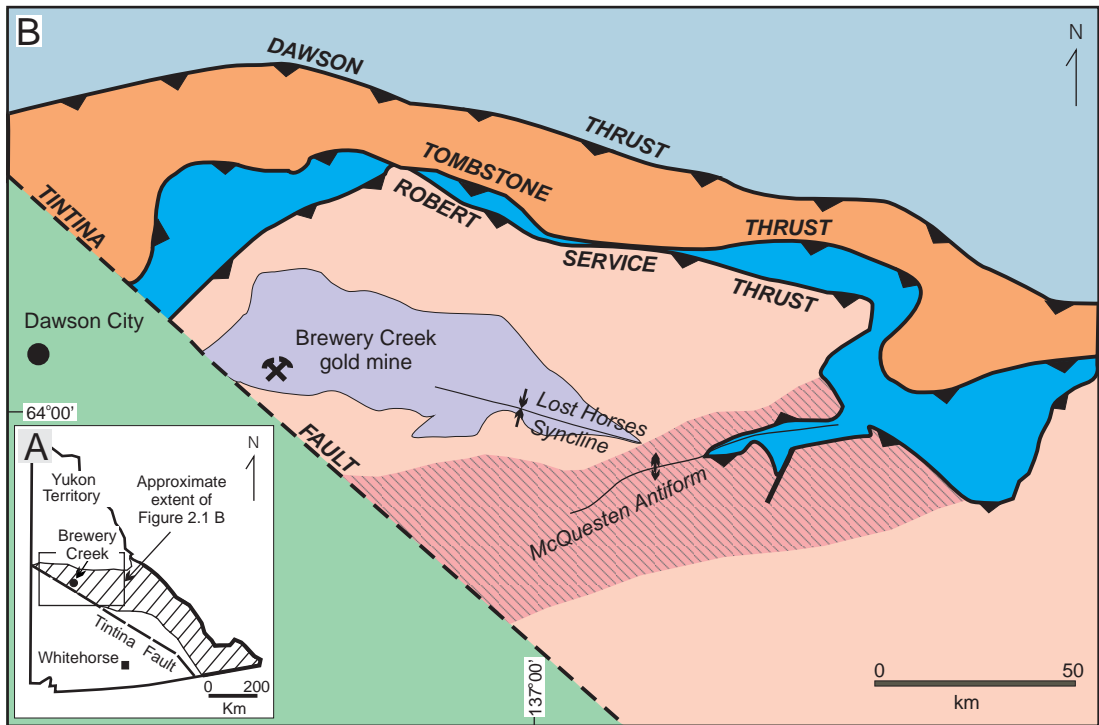 B
N
DAWSON
THRUST
TOMBSTONE
THRUST
ROBERT
SERVICE
THRUST
TINTINA
FAULT
Dawson City
Brewery Creek
gold mine
Lost Horses
Syncline
McQuesten Antiform
64°00'
137°00'
0 50
km
A
N
Yukon
Territory
Approximate
extent of
Figure 2.1 B
Brewery
Creek
Tintina Fault
Whitehorse
0 200
Km